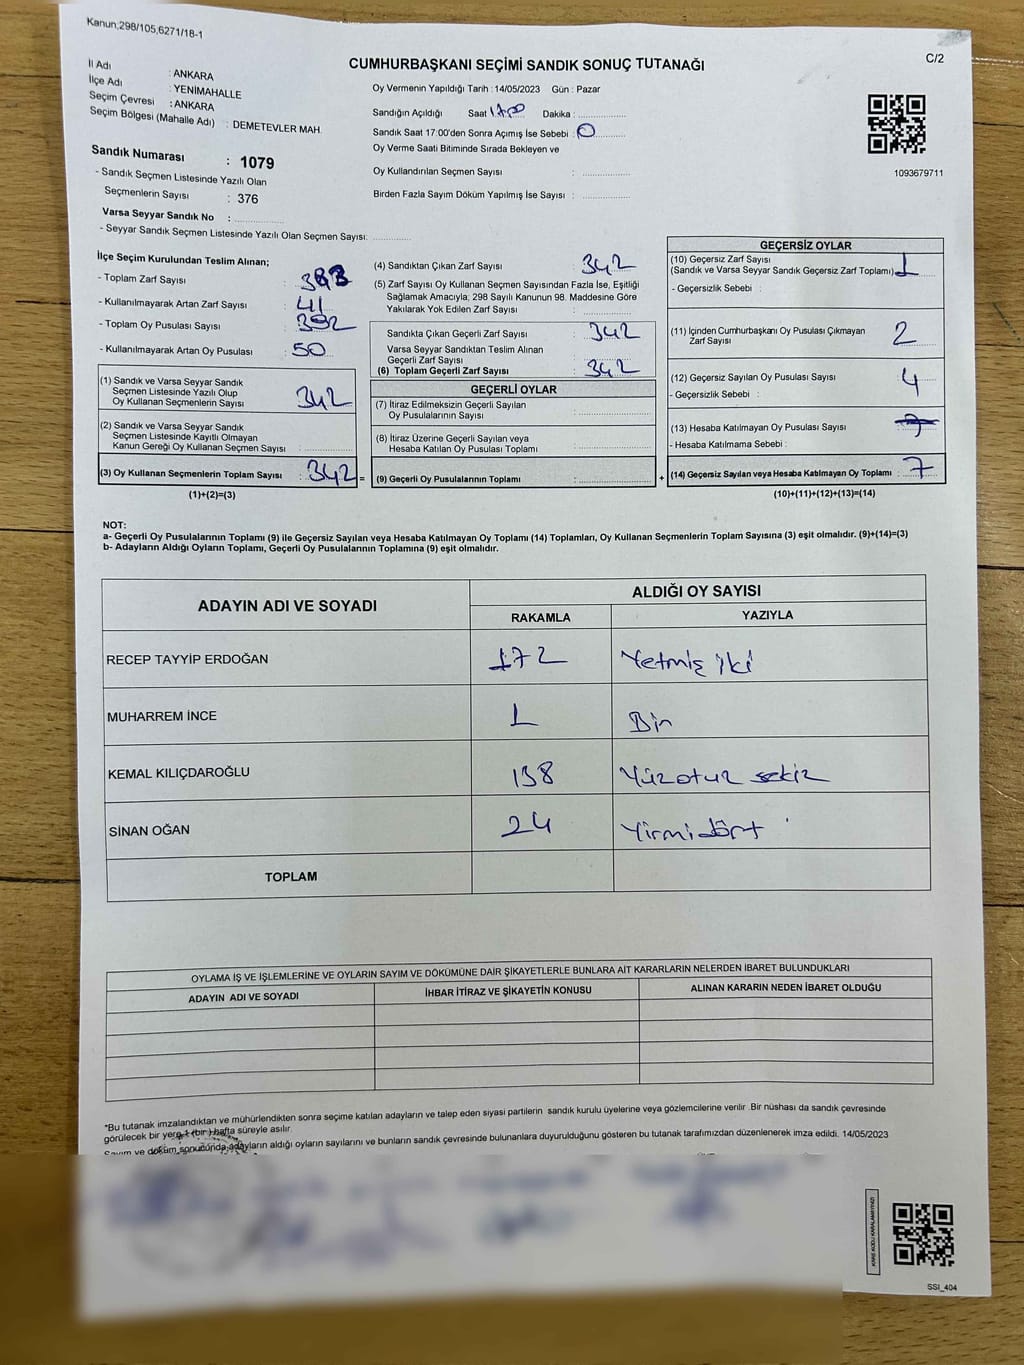 Kanun;298/105,6271/18-1
C/2
CUMHURBAŞKANI SEÇİMİ SANDIK SONUÇ TUTANAĞI
İl Adı : ANKARA
İlçe Adı : YENİMAHALLE
Seçim Çevresi : ANKARA
Seçim Bölgesi (Mahalle Adı) : DEMETEVLER MAH.
Sandık Numarası : 1079
- Sandık Seçmen Listesinde Yazılı Olan
Seçmenlerin Sayısı : 376
Varsa Seyyar Sandık No :
- Seyyar Sandık Seçmen Listesinde Yazılı Olan Seçmen Sayısı:
Oy Vermenin Yapıldığı Tarih : 14/05/2023 Gün : Pazar
Sandığın Açıldığı Saat 17.00 Dakika :
Sandık Saat 17:00'den Sonra Açımış İse Sebebi : 0
Oy Verme Saati Bitiminde Sırada Bekleyen ve
Oy Kullandırılan Seçmen Sayısı :
Birden Fazla Sayım Döküm Yapılmış İse Sayısı :
1093679711
İlçe Seçim Kurulundan Teslim Alınan;
- Toplam Zarf Sayısı :
- Kullanılmayarak Artan Zarf Sayısı : 41
- Toplam Oy Pusulası Sayısı : 392
- Kullanılmayarak Artan Oy Pusulası : 50
(1) Sandık ve Varsa Seyyar Sandık
Seçmen Listesinde Yazılı Olup
Oy Kullanan Seçmenlerin Sayısı : 342
(2) Sandık ve Varsa Seyyar Sandık
Seçmen Listesinde Kayıtlı Olmayan
Kanun Gereği Oy Kullanan Seçmen Sayısı :
(3) Oy Kullanan Seçmenlerin Toplam Sayısı : 342 =
(1)+(2)=(3)
(4) Sandıktan Çıkan Zarf Sayısı : 342
(5) Zarf Sayısı Oy Kullanan Seçmen Sayısından Fazla İse, Eşitliği
Sağlamak Amacıyla; 298 Sayılı Kanunun 98. Maddesine Göre
Yakılarak Yok Edilen Zarf Sayısı :
Sandıkta Çıkan Geçerli Zarf Sayısı : 342
Varsa Seyyar Sandıktan Teslim Alınan
Geçerli Zarf Sayısı :
(6) Toplam Geçerli Zarf Sayısı : 342
GEÇERLİ OYLAR
(7) İtiraz Edilmeksizin Geçerli Sayılan
Oy Pusulalarının Sayısı :
(8) İtiraz Üzerine Geçerli Sayılan veya
Hesaba Katılan Oy Pusulası Toplamı :
(9) Geçerli Oy Pusulalarının Toplamı : +
GEÇERSİZ OYLAR
(10) Geçersiz Zarf Sayısı
(Sandık ve Varsa Seyyar Sandık Geçersiz Zarf Toplamı) : 1
- Geçersizlik Sebebi :
(11) İçinden Cumhurbaşkanı Oy Pusulası Çıkmayan
Zarf Sayısı : 2
(12) Geçersiz Sayılan Oy Pusulası Sayısı : 4
- Geçersizlik Sebebi :
(13) Hesaba Katılmayan Oy Pusulası Sayısı : 7
- Hesaba Katılmama Sebebi :
(14) Geçersiz Sayılan veya Hesaba Katılmayan Oy Toplamı : 7
(10)+(11)+(12)+(13)=(14)
NOT:
a- Geçerli Oy Pusulalarının Toplamı (9) ile Geçersiz Sayılan veya Hesaba Katılmayan Oy Toplamı (14) Toplamları, Oy Kullanan Seçmenlerin Toplam Sayısına (3) eşit olmalıdır. (9)+(14)=(3)
b- Adayların Aldığı Oyların Toplamı, Geçerli Oy Pusulalarının Toplamına (9) eşit olmalıdır.
ADAYIN ADI VE SOYADI ALDIĞI OY SAYISI
RAKAMLA YAZIYLA
RECEP TAYYİP ERDOĞAN 172 Yetmiş iki
MUHARREM İNCE 1 Bir
KEMAL KILIÇDAROĞLU 138 Yüzotuz sekiz
SİNAN OĞAN 24 Yirmi dört
TOPLAM
OYLAMA İŞ VE İŞLEMLERİNE VE OYLARIN SAYIM VE DÖKÜMÜNE DAİR ŞİKAYETLERLE BUNLARA AİT KARARLARIN NELERDEN İBARET BULUNDUKLARI
ADAYIN ADI VE SOYADI İHBAR İTİRAZ VE ŞİKAYETİN KONUSU ALINAN KARARIN NEDEN İBARET OLDUĞU
*Bu tutanak imzalandıktan ve mühürlendikten sonra seçime katılan adayların ve talep eden siyasi partilerin sandık kurulu üyelerine veya gözlemcilerine verilir .Bir nüshası da sandık çevresinde
görülecek bir yere 1 (bir) hafta süreyle asılır.
Sayım ve döküm sonucunda adayların aldığı oyların sayılarını ve bunların sandık çevresinde bulunanlara duyurulduğunu gösteren bu tutanak tarafımızdan düzenlenerek imza edildi. 14/05/2023
KARE KODU KARALAMAYINIZ!
SSI_404